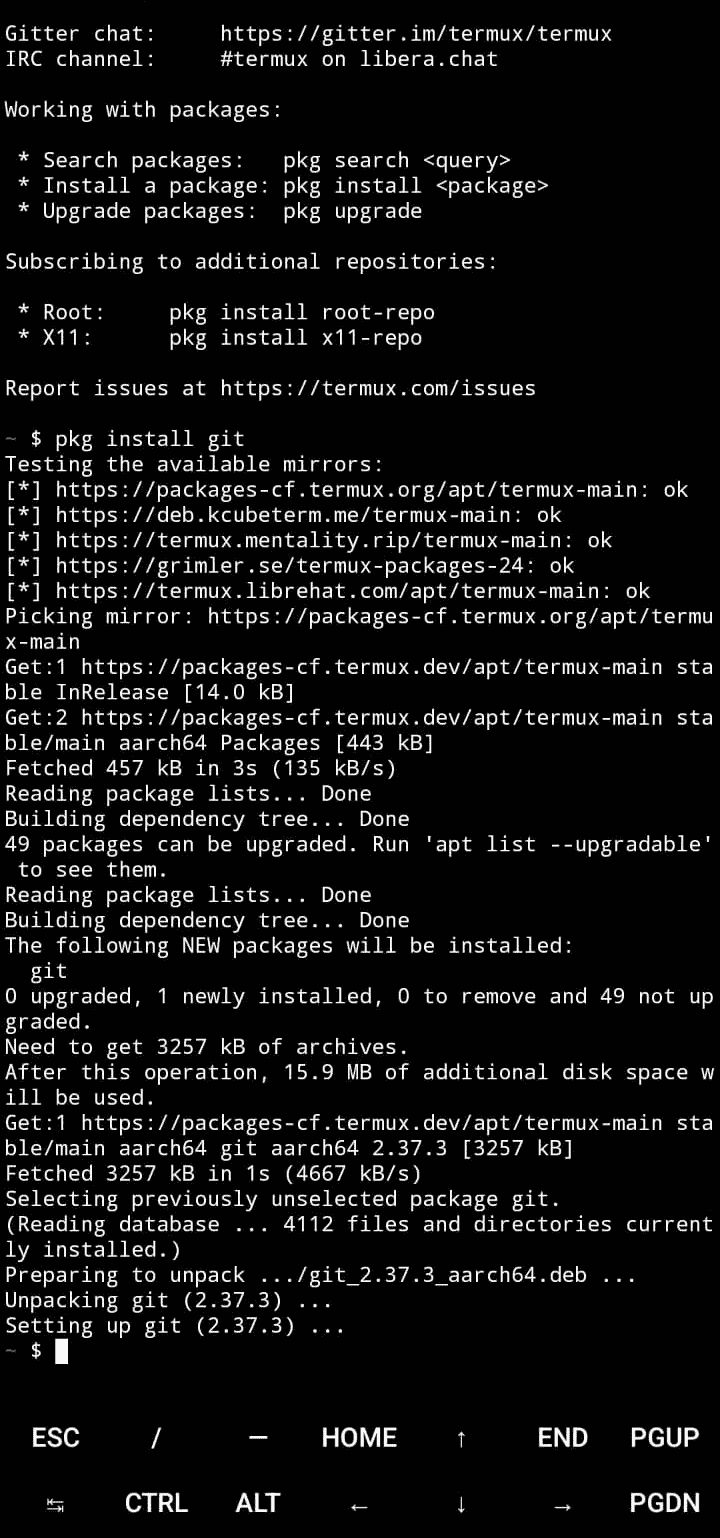 Gitter chat:     https://gitter.im/termux/termux
IRC channel:     #termux on libera.chat
Working with packages:
 * Search packages:   pkg search <query>
 * Install a package: pkg install <package>
 * Upgrade packages:  pkg upgrade
Subscribing to additional repositories:
 * Root:     pkg install root-repo
 * X11:      pkg install x11-repo
Report issues at https://termux.com/issues
~ $ pkg install git
Testing the available mirrors:
[*] https://packages-cf.termux.org/apt/termux-main: ok
[*] https://deb.kcubeterm.me/termux-main: ok
[*] https://termux.mentality.rip/termux-main: ok
[*] https://grimler.se/termux-packages-24: ok
[*] https://termux.librehat.com/apt/termux-main: ok
Picking mirror: https://packages-cf.termux.org/apt/termu
x-main
Get:1 https://packages-cf.termux.dev/apt/termux-main sta
ble InRelease [14.0 kB]
Get:2 https://packages-cf.termux.dev/apt/termux-main sta
ble/main aarch64 Packages [443 kB]
Fetched 457 kB in 3s (135 kB/s)
Reading package lists... Done
Building dependency tree... Done
49 packages can be upgraded. Run 'apt list --upgradable'
 to see them.
Reading package lists... Done
Building dependency tree... Done
The following NEW packages will be installed:
  git
0 upgraded, 1 newly installed, 0 to remove and 49 not up
graded.
Need to get 3257 kB of archives.
After this operation, 15.9 MB of additional disk space w
ill be used.
Get:1 https://packages-cf.termux.dev/apt/termux-main sta
ble/main aarch64 git aarch64 2.37.3 [3257 kB]
Fetched 3257 kB in 1s (4667 kB/s)
Selecting previously unselected package git.
(Reading database ... 4112 files and directories current
ly installed.)
Preparing to unpack .../git_2.37.3_aarch64.deb ...
Unpacking git (2.37.3) ...
Setting up git (2.37.3) ...
~ $
ESC / — HOME ↑ END PGUP
↹ CTRL ALT ← ↓ → PGDN